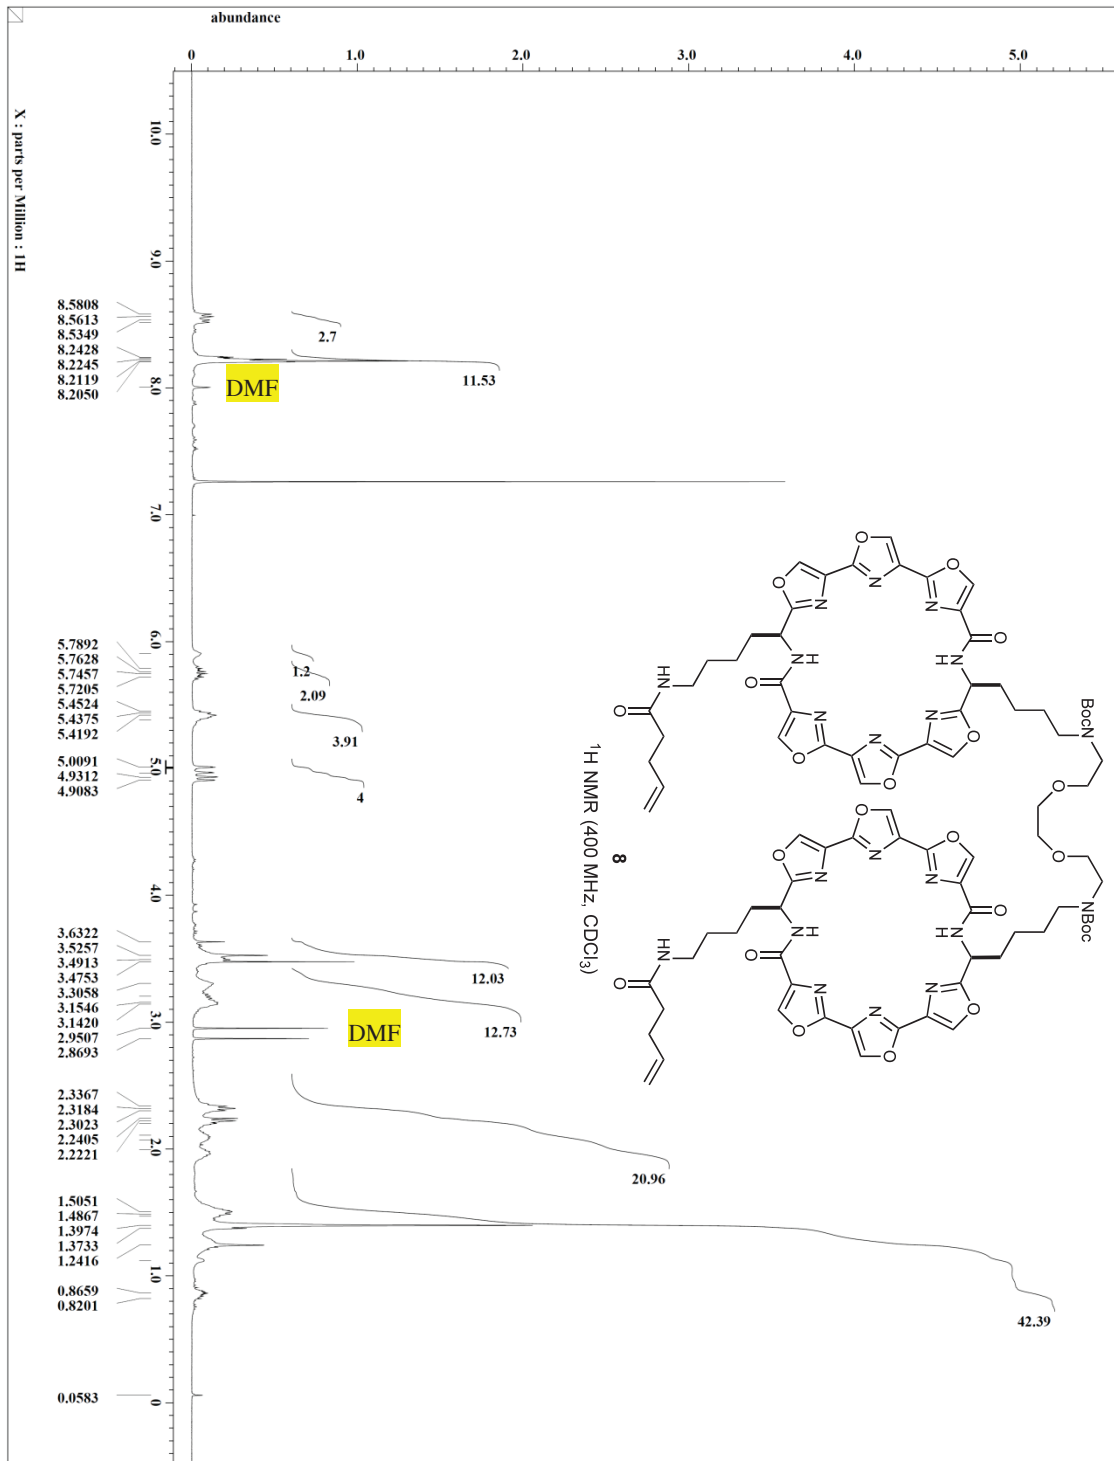 abundance
0
1.0
2.0
3.0
4.0
5.0
X : parts per Million : 1H
10.0
9.0
8.0
7.0
6.0
5.0
4.0
3.0
2.0
1.0
0
8.5808
8.5613
8.5349
8.2428
8.2245
8.2119
8.2050
5.7892
5.7628
5.7457
5.7205
5.4524
5.4375
5.4192
5.0091
4.9312
4.9083
3.6322
3.5257
3.4913
3.4753
3.3058
3.1546
3.1420
2.9507
2.8693
2.3367
2.3184
2.3023
2.2405
2.2221
1.5051
1.4867
1.3974
1.3733
1.2416
0.8659
0.8201
0.0583
2.7
11.53
DMF
1.2
2.09
3.91
4
12.03
12.73
DMF
20.96
42.39
O
N
O
N
O
N
O
N
H
N
H
O
O
N
O
N
O
N
O
HN
O
BocN
O
O
NBoc
O
N
O
N
O
N
O
N
H
N
H
O
O
N
O
N
O
N
O
HN
O
8
¹H NMR (400 MHz, CDCl₃)